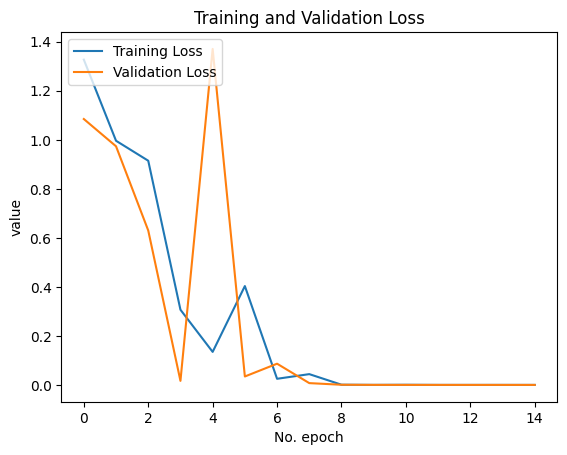 Training and Validation Loss
Training Loss
Validation Loss
value
1.4
1.2
1.0
0.8
0.6
0.4
0.2
0.0
0 2 4 6 8 10 12 14
No. epoch